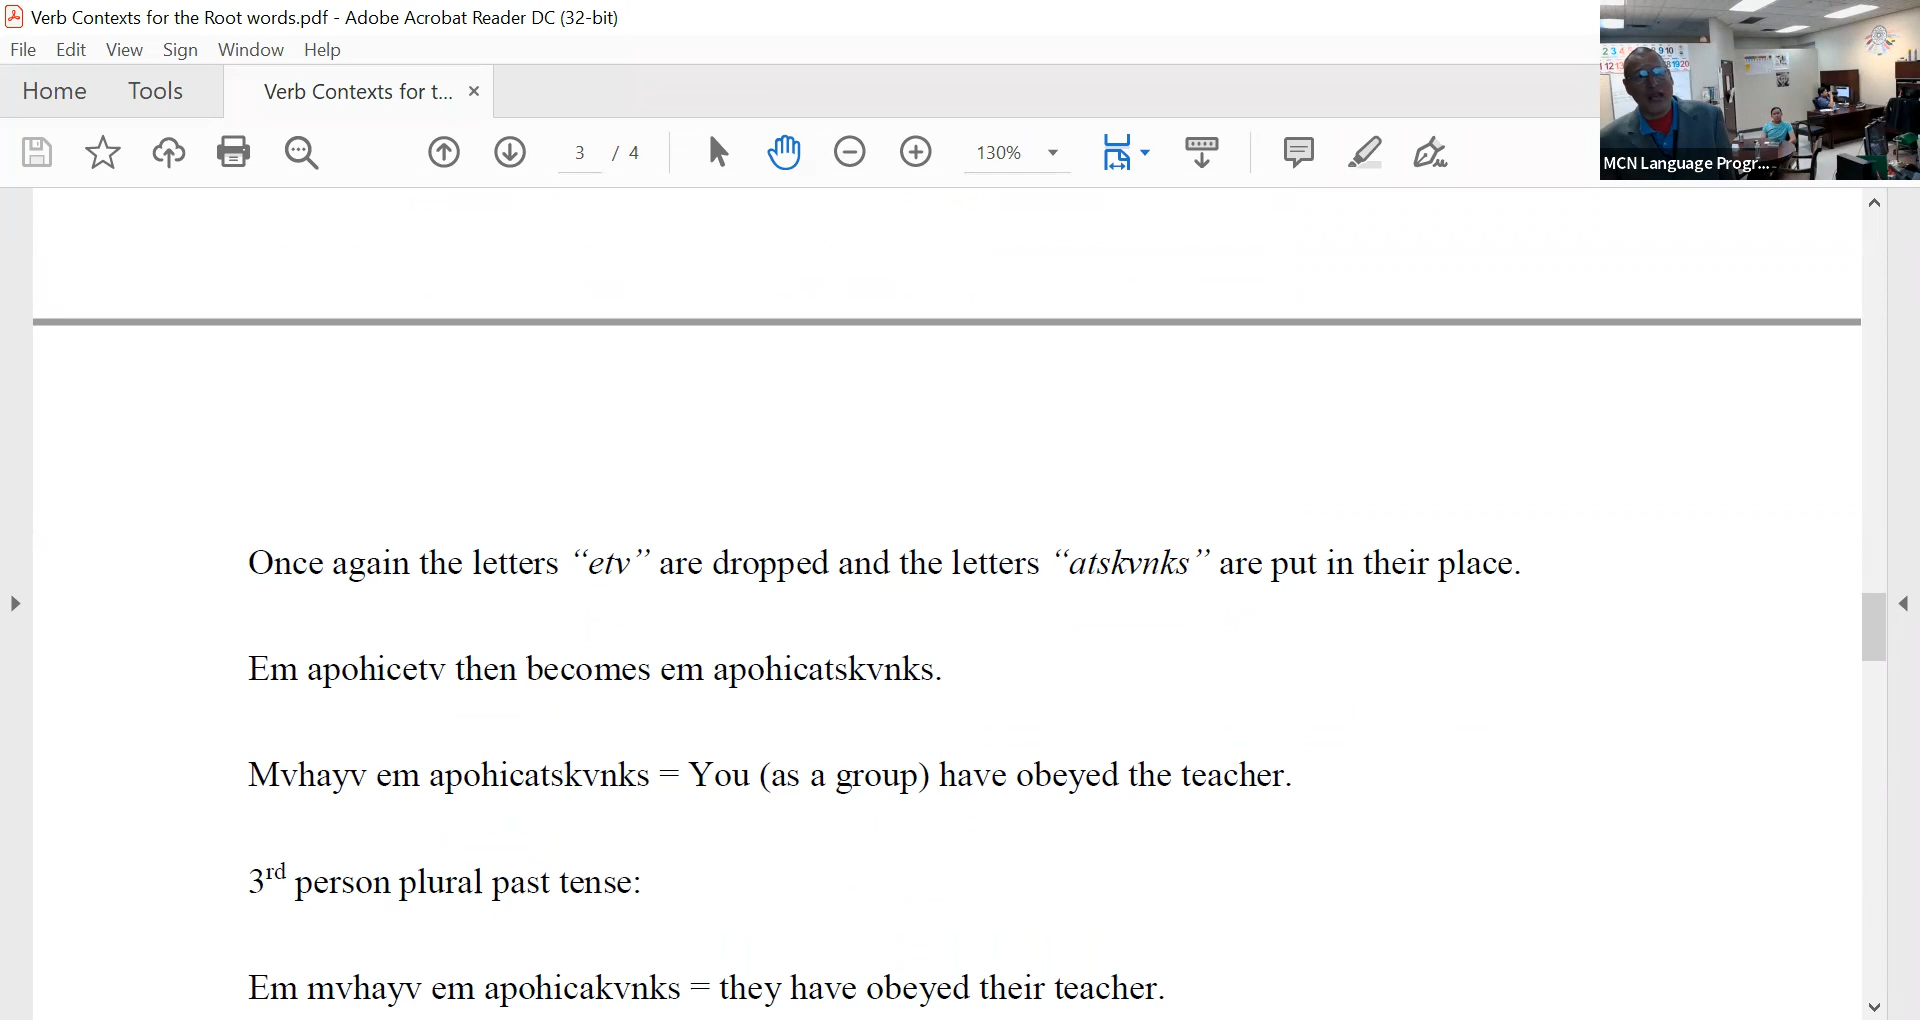 Verb Contexts for the Root words.pdf - Adobe Acrobat Reader DC (32-bit)
File Edit View Sign Window Help
Home Tools Verb Contexts for t... ×
3 / 4 130%
MCN Language Progr...
Once again the letters “etv” are dropped and the letters “atskvnks” are put in their place.
Em apohicetv then becomes em apohicatskvnks.
Mvhayv em apohicatskvnks = You (as a group) have obeyed the teacher.
3rd person plural past tense:
Em mvhayv em apohicakvnks = they have obeyed their teacher.